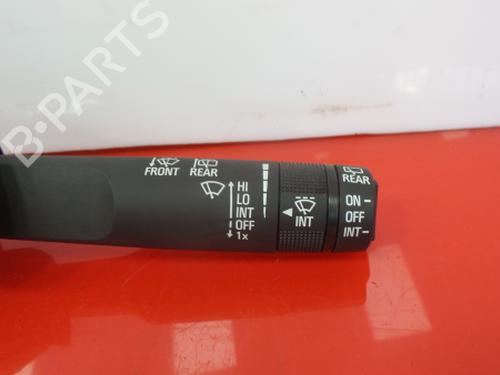 B-PARTS
FRONT REAR
HI
LO
INT
OFF
1x
INT
REAR
ON
OFF
INT